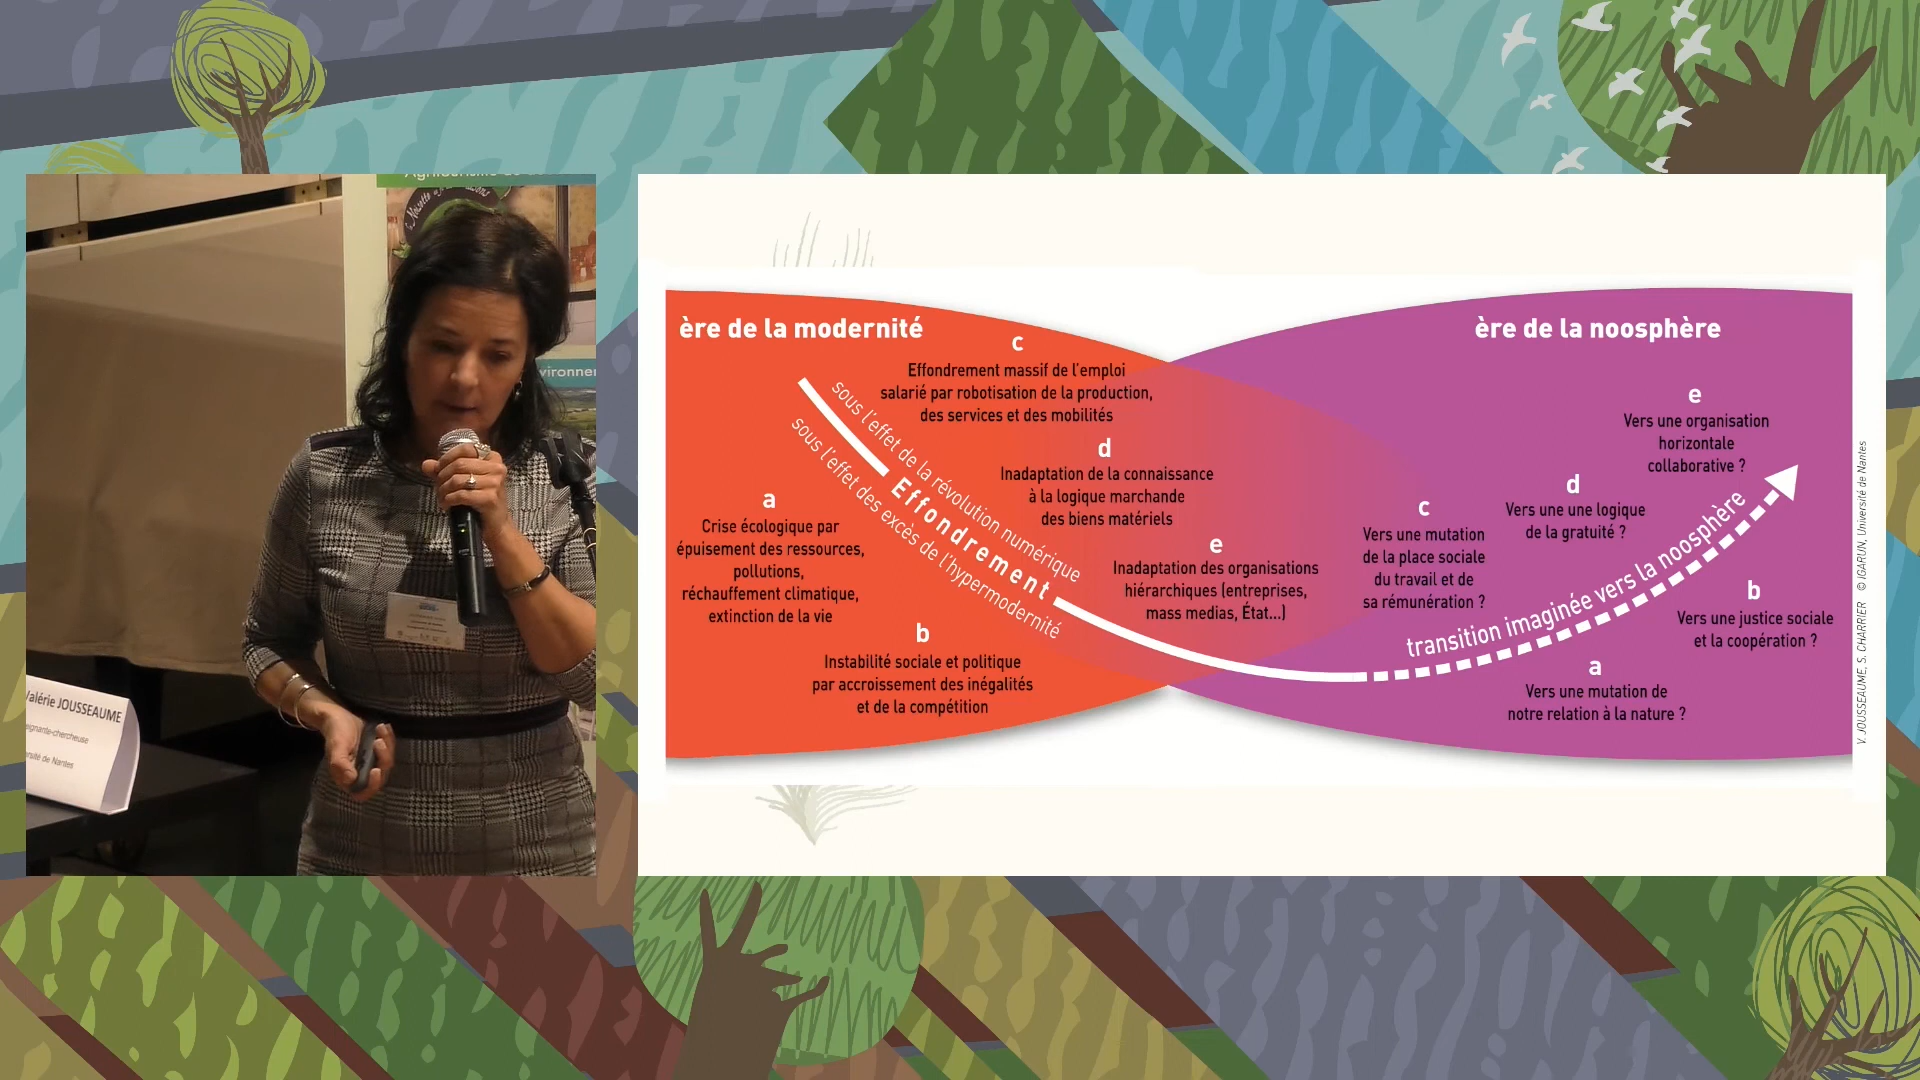 Valérie JOUSSEAUME
ère de la modernité
c
Effondrement massif de l'emploi
salarié par robotisation de la production,
des services et des mobilités
sous l'effet de la révolution numérique
Effondrement
sous l'effet des excès de l'hypermodernité
d
Inadaptation de la connaissance
à la logique marchande
des biens matériels
a
Crise écologique par
épuisement des ressources,
pollutions,
réchauffement climatique,
extinction de la vie
e
Inadaptation des organisations
hiérarchiques (entreprises,
mass medias, État...)
b
Instabilité sociale et politique
par accroissement des inégalités
et de la compétition
ère de la noosphère
e
Vers une organisation
horizontale
collaborative ?
d
Vers une une logique
de la gratuité ?
c
Vers une mutation
de la place sociale
du travail et de
sa rémunération ?
transition imaginée vers la noosphère
b
Vers une justice sociale
et la coopération ?
a
Vers une mutation de
notre relation à la nature ?
V. JOUSSEAUME, S. CHARRIER © IGARUN, Université de Nantes